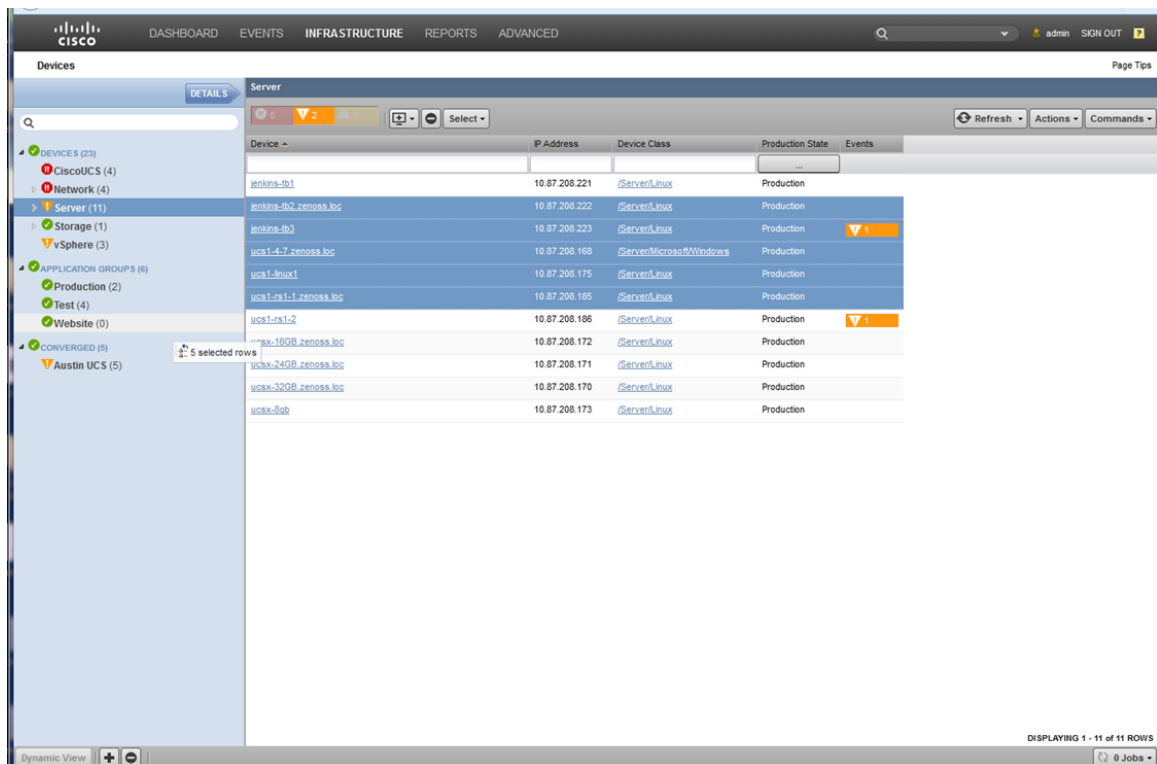 CISCO DASHBOARD EVENTS INFRASTRUCTURE REPORTS ADVANCED admin SIGN OUT ?
Devices Page Tips
DETAILS Server
0 2 Select Refresh Actions Commands
Device IP Address Device Class Production State Events
...
DEVICES (23)
CiscoUCS (4)
Network (4)
Server (11)
Storage (1)
vSphere (3)
APPLICATION GROUPS (6)
Production (2)
Test (4)
Website (0)
CONVERGED (5)
Austin UCS (5)
5 selected rows
jenkins-tb1 10.87.208.221 /Server/Linux Production
jenkins-tb2.zenoss.loc 10.87.208.222 /Server/Linux Production
jenkins-tb3 10.87.208.223 /Server/Linux Production 1
ucs1-4-7.zenoss.loc 10.87.208.168 /Server/Microsoft/Windows Production
ucs1-linux1 10.87.208.175 /Server/Linux Production
ucs1-rs1-1.zenoss.loc 10.87.208.185 /Server/Linux Production
ucs1-rs1-2 10.87.208.186 /Server/Linux Production 1
ucsx-16GB.zenoss.loc 10.87.208.172 /Server/Linux Production
ucsx-24GB.zenoss.loc 10.87.208.171 /Server/Linux Production
ucsx-32GB.zenoss.loc 10.87.208.170 /Server/Linux Production
ucsx-8gb 10.87.208.173 /Server/Linux Production
DISPLAYING 1 - 11 of 11 ROWS
Dynamic View 0 Jobs